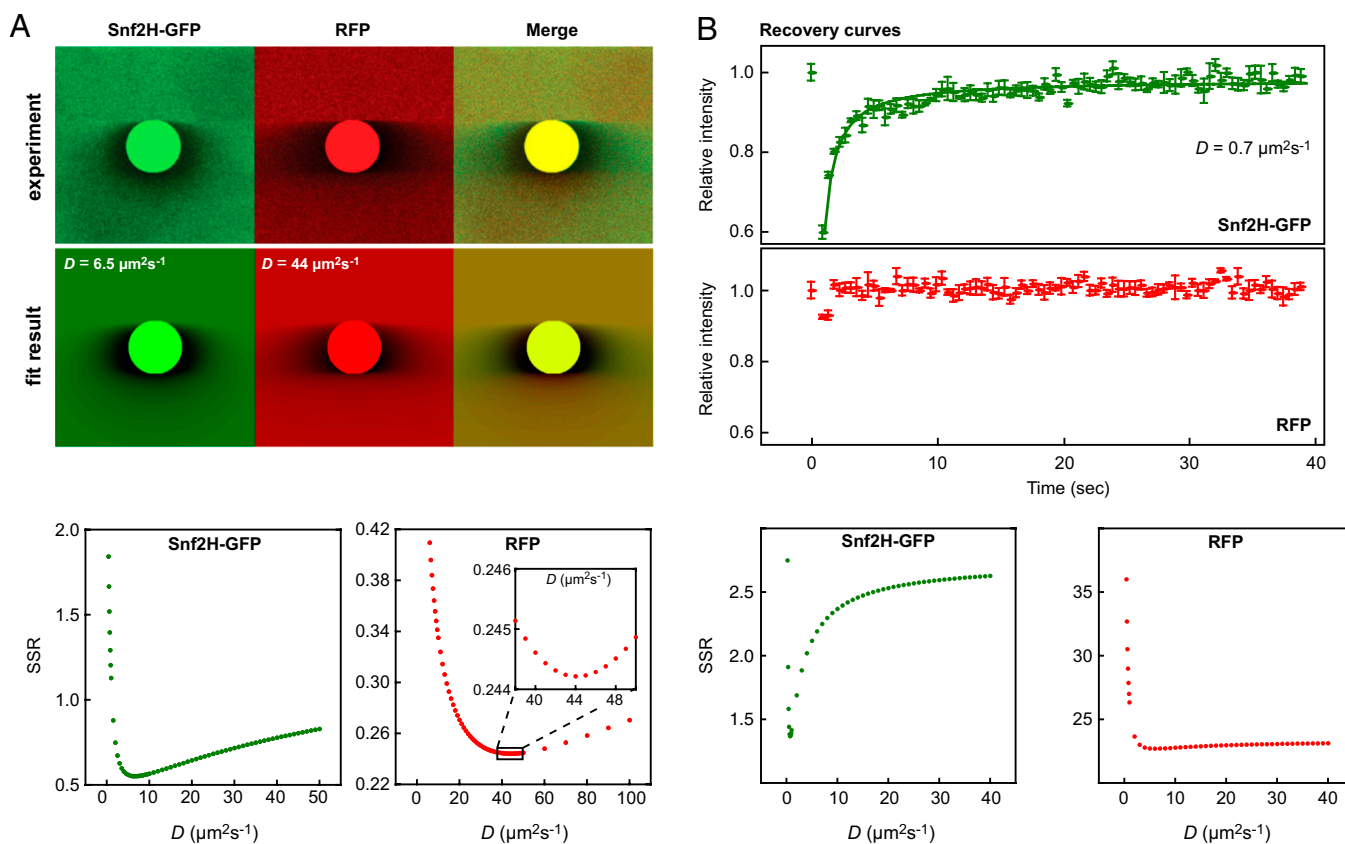 A
Snf2H-GFP RFP Merge
experiment
fit result
D = 6.5 µm²s⁻¹ D = 44 µm²s⁻¹
B Recovery curves
Relative intensity
1.0
0.8
0.6
D = 0.7 µm²s⁻¹
Snf2H-GFP
Relative intensity
1.0
1.0
0.6
RFP
0 10 20 30 40
Time (sec)
SSR
2.0
1.5
1.0
0.5
Snf2H-GFP
0 10 20 30 40 50
D (µm²s⁻¹)
0.42
0.38
0.34
0.30
0.26
0.22
RFP
0.246
0.245
0.244
D (µm²s⁻¹)
40 44 48
0 20 40 60 80 100
D (µm²s⁻¹)
SSR
2.5
2.5
1.5
Snf2H-GFP
0 10 20 30 40
D (µm²s⁻¹)
35
30
25
RFP
0 10 20 30 40
D (µm²s⁻¹)